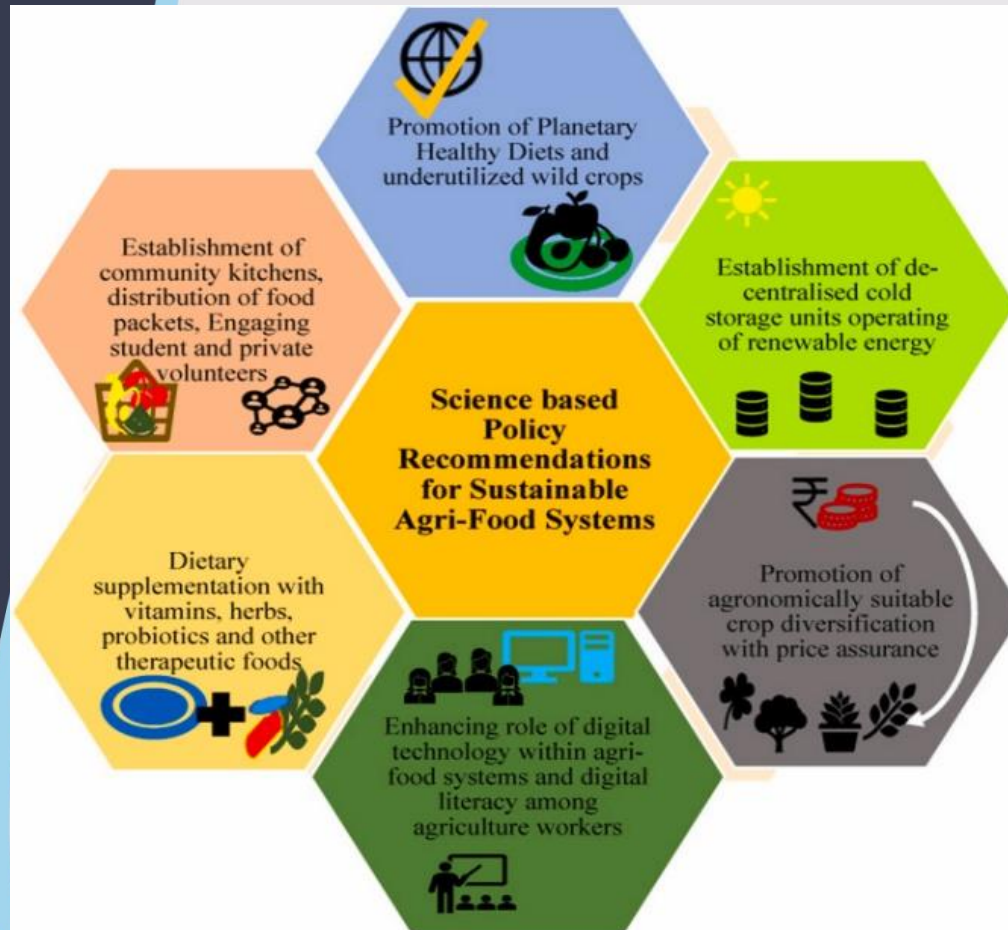 Promotion of Planetary
Healthy Diets and
underutilized wild crops
Establishment of
community kitchens,
distribution of food
packets, Engaging
student and private
volunteers
Establishment of de-
centralised cold
storage units operating
of renewable energy
Science based
Policy
Recommendations
for Sustainable
Agri-Food Systems
Dietary
supplementation with
vitamins, herbs,
probiotics and other
therapeutic foods
₹
Promotion of
agronomically suitable
crop diversification
with price assurance
Enhancing role of digital
technology within agri-
food systems and digital
literacy among
agriculture workers